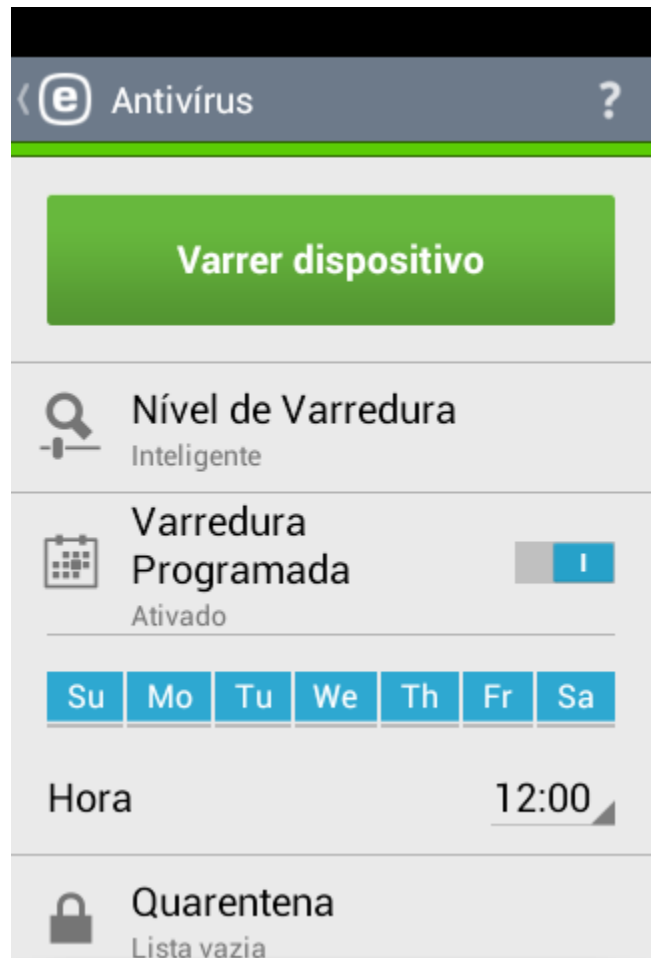 e Antivírus ?
Varrer dispositivo
Nível de Varredura
Inteligente
Varredura
Programada
I
Ativado
Su Mo Tu We Th Fr Sa
Hora 12:00
Quarentena
Lista vazia